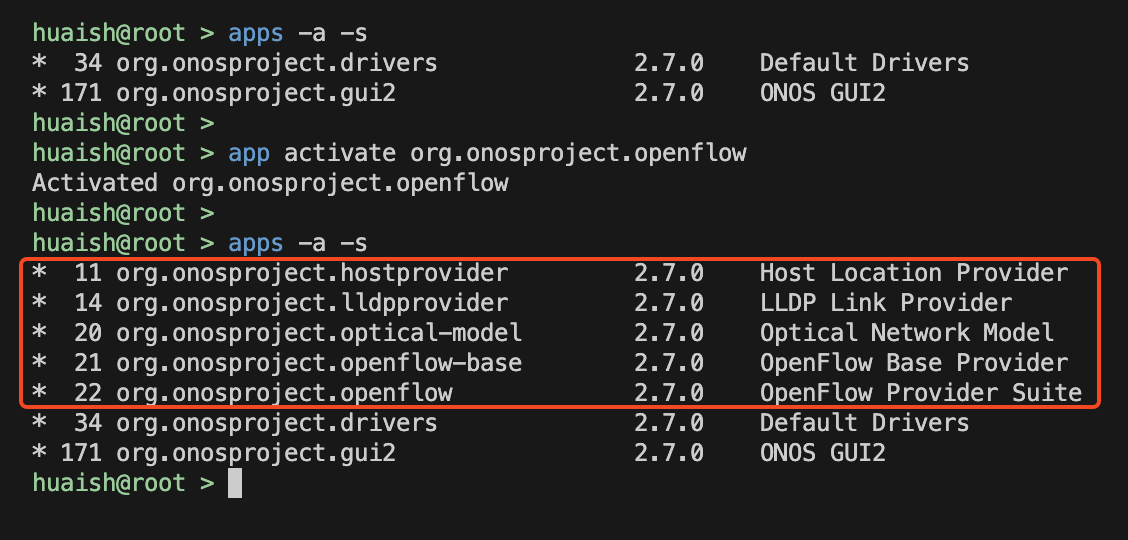 huaish@root > apps -a -s
*  34 org.onosproject.drivers              2.7.0    Default Drivers
* 171 org.onosproject.gui2                 2.7.0    ONOS GUI2
huaish@root >
huaish@root > app activate org.onosproject.openflow
Activated org.onosproject.openflow
huaish@root >
huaish@root > apps -a -s
*  11 org.onosproject.hostprovider         2.7.0    Host Location Provider
*  14 org.onosproject.lldpprovider         2.7.0    LLDP Link Provider
*  20 org.onosproject.optical-model        2.7.0    Optical Network Model
*  21 org.onosproject.openflow-base        2.7.0    OpenFlow Base Provider
*  22 org.onosproject.openflow             2.7.0    OpenFlow Provider Suite
*  34 org.onosproject.drivers              2.7.0    Default Drivers
* 171 org.onosproject.gui2                 2.7.0    ONOS GUI2
huaish@root >